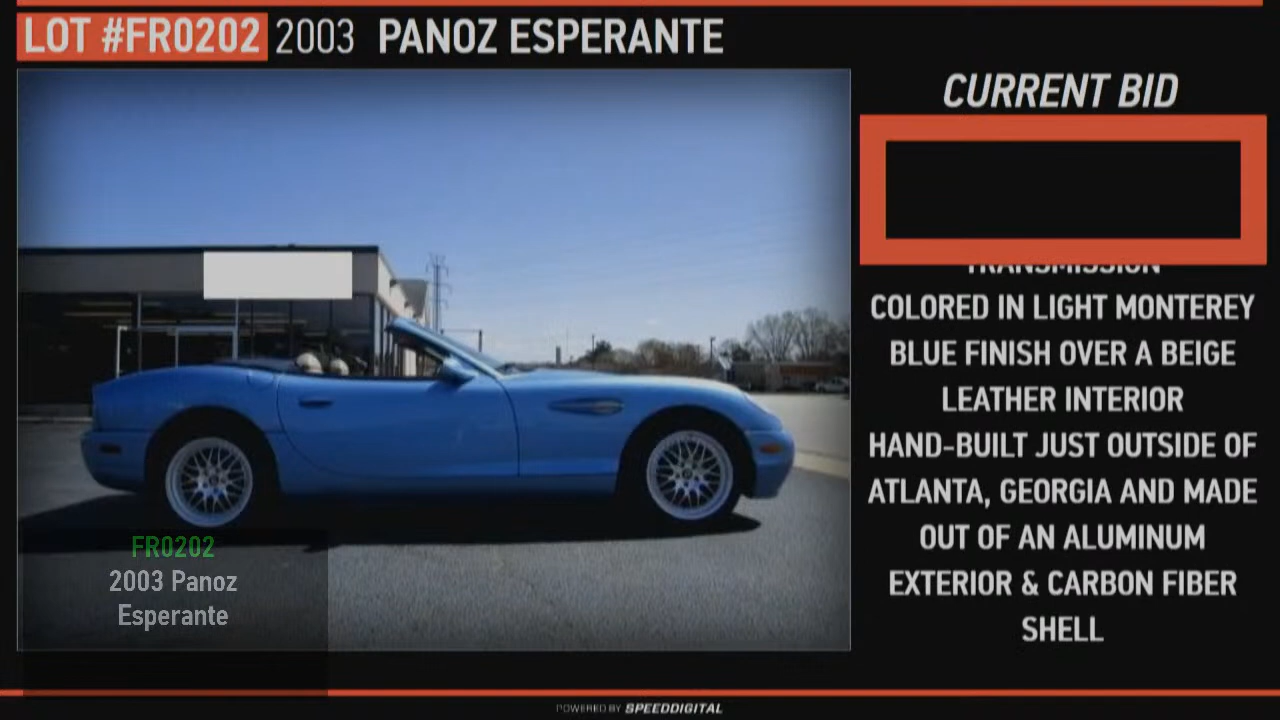 LOT #FR0202 2003 PANOZ ESPERANTE
CURRENT BID
TRANSMISSION
COLORED IN LIGHT MONTEREY
BLUE FINISH OVER A BEIGE
LEATHER INTERIOR
HAND-BUILT JUST OUTSIDE OF
ATLANTA, GEORGIA AND MADE
OUT OF AN ALUMINUM
EXTERIOR & CARBON FIBER
SHELL
FR0202
2003 Panoz
Esperante
POWERED BY SPEEDDIGITAL